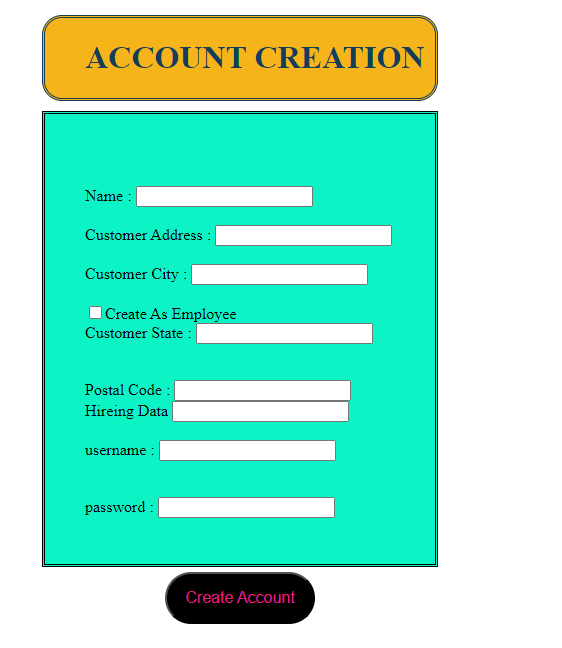 ACCOUNT CREATION
Name :
Customer Address :
Customer City :
Create As Employee
Customer State :
Postal Code :
Hireing Data
username :
password :
Create Account